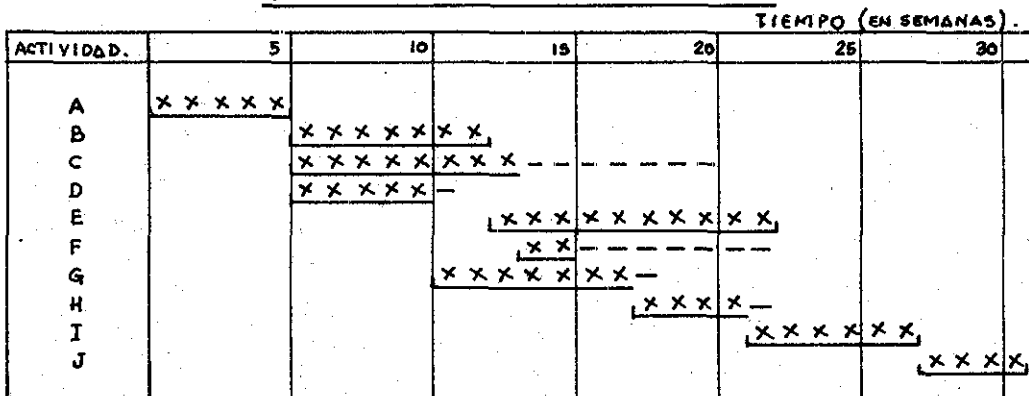 TIEMPO (EN SEMANAS).
ACTIVIDAD. 5 10 15 20 25 30
A X X X X X
B X X X X X X X
C X X X X X X X X - - - - - - -
D X X X X X -
E X X X X X X X X X X
F X X - - - - - - -
G X X X X X X X -
H X X X X -
I X X X X X X
J X X X X